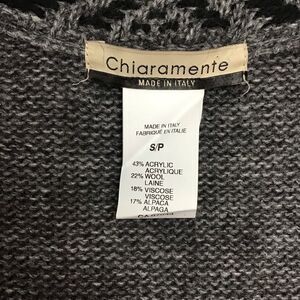 Chiaramente
MADE IN ITALY
MADE IN ITALY
FABRIQUÉ EN ITALIE
S/P
43% ACRYLIC
ACRYLIQUE
22% WOOL
LAINE
18% VISCOSE
VISCOSE
17% ALPACA
ALPAGA